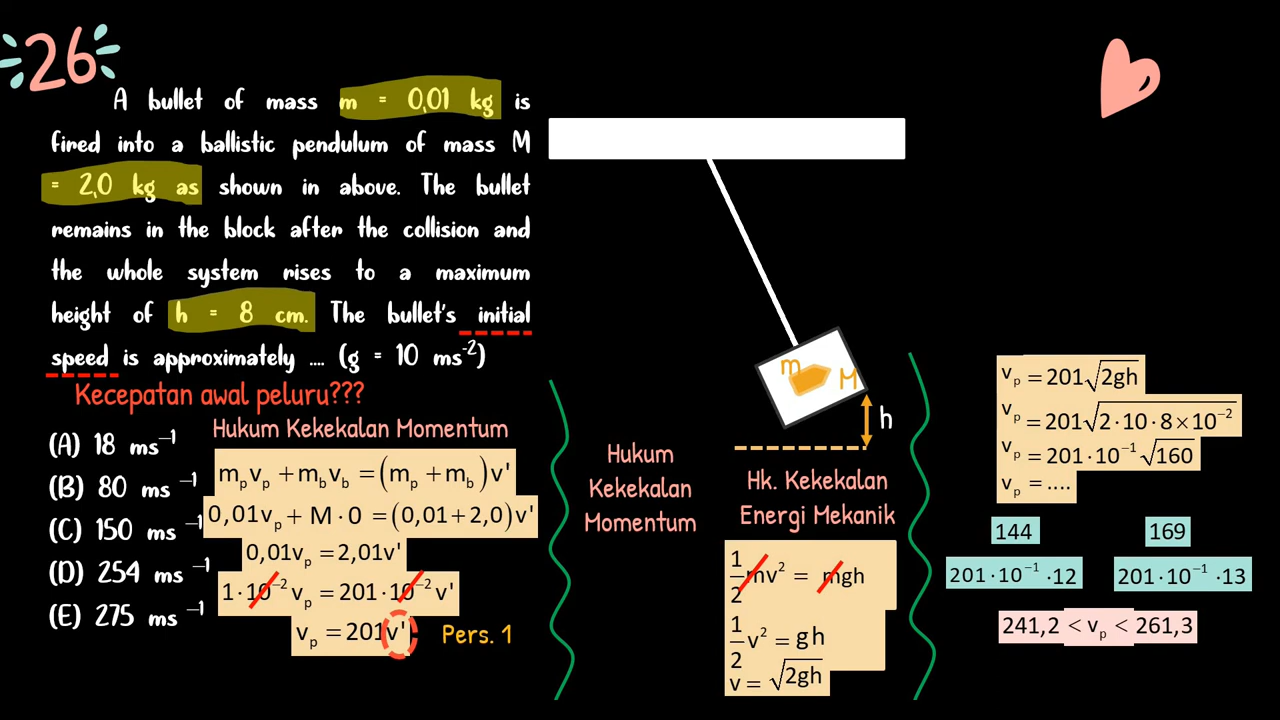 26
A bullet of mass m = 0,01 kg is
fired into a ballistic pendulum of mass M
= 2,0 kg as shown in above. The bullet
remains in the block after the collision and
the whole system rises to a maximum
height of h = 8 cm. The bullet's initial
speed is approximately .... (g = 10 ms⁻²)
Kecepatan awal peluru???
(A) 18 ms⁻¹
(B) 80 ms⁻¹
(C) 150 ms⁻¹
(D) 254 ms⁻¹
(E) 275 ms⁻¹
Hukum Kekekalan Momentum
mₚvₚ + m_bv_b = (mₚ + m_b)v'
0,01vₚ + M·0 = (0,01+2,0)v'
0,01vₚ = 2,01v'
1·10⁻² vₚ = 201·10⁻² v'
vₚ = 201v'
Pers. 1
m M
h
Hukum
Kekekalan
Momentum
Hk. Kekekalan
Energi Mekanik
1/2 mv² = mgh
1/2 v² = gh
v = √2gh
vₚ = 201√2gh
vₚ = 201√2·10·8×10⁻²
vₚ = 201·10⁻¹√160
vₚ = ....
144 169
201·10⁻¹·12 201·10⁻¹·13
241,2 < vₚ < 261,3